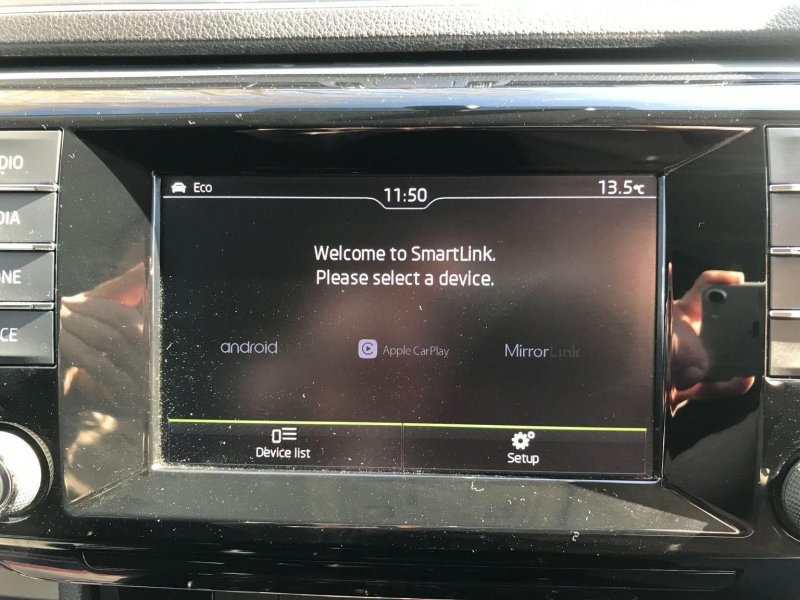 Eco
11:50
13.5°C
Welcome to SmartLink.
Please select a device.
android
Apple CarPlay
MirrorLink
Device list
Setup